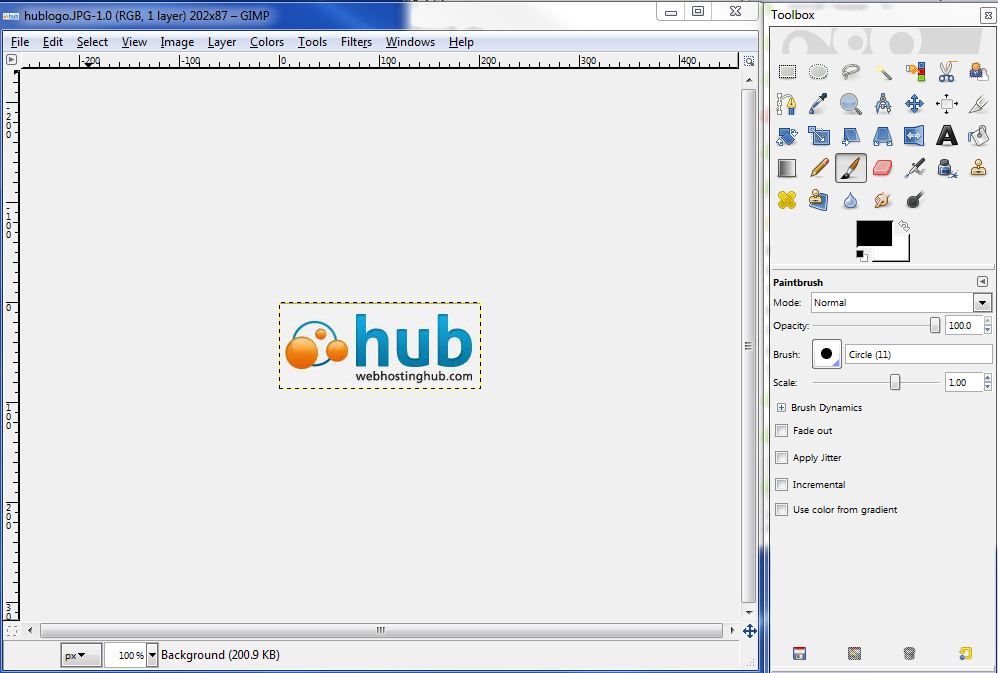 hublogo.JPG-1.0 (RGB, 1 layer) 202x87 – GIMP
File Edit Select View Image Layer Colors Tools Filters Windows Help
-200 -100 0 100 200 300 400
-200
-100
0
100
200
30
hub
webhostinghub.com
px 100 % Background (200.9 KB)
Toolbox
Paintbrush
Mode: Normal
Opacity: 100.0
Brush: Circle (11)
Scale: 1.00
Brush Dynamics
Fade out
Apply Jitter
Incremental
Use color from gradient